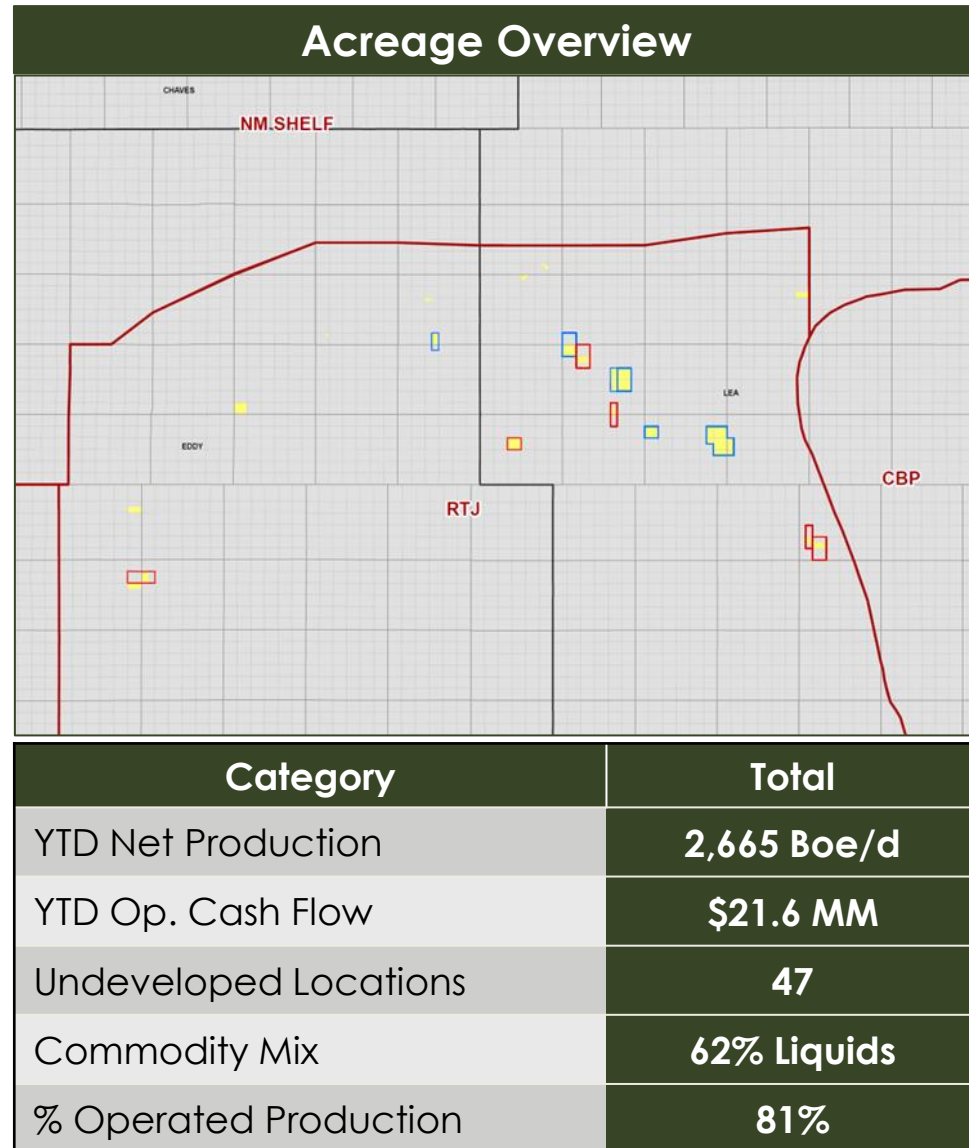 Acreage Overview
CHAVES
NM SHELF
LEA
EDDY
CBP
RTJ
Category Total
YTD Net Production 2,665 Boe/d
YTD Op. Cash Flow $21.6 MM
Undeveloped Locations 47
Commodity Mix 62% Liquids
% Operated Production 81%